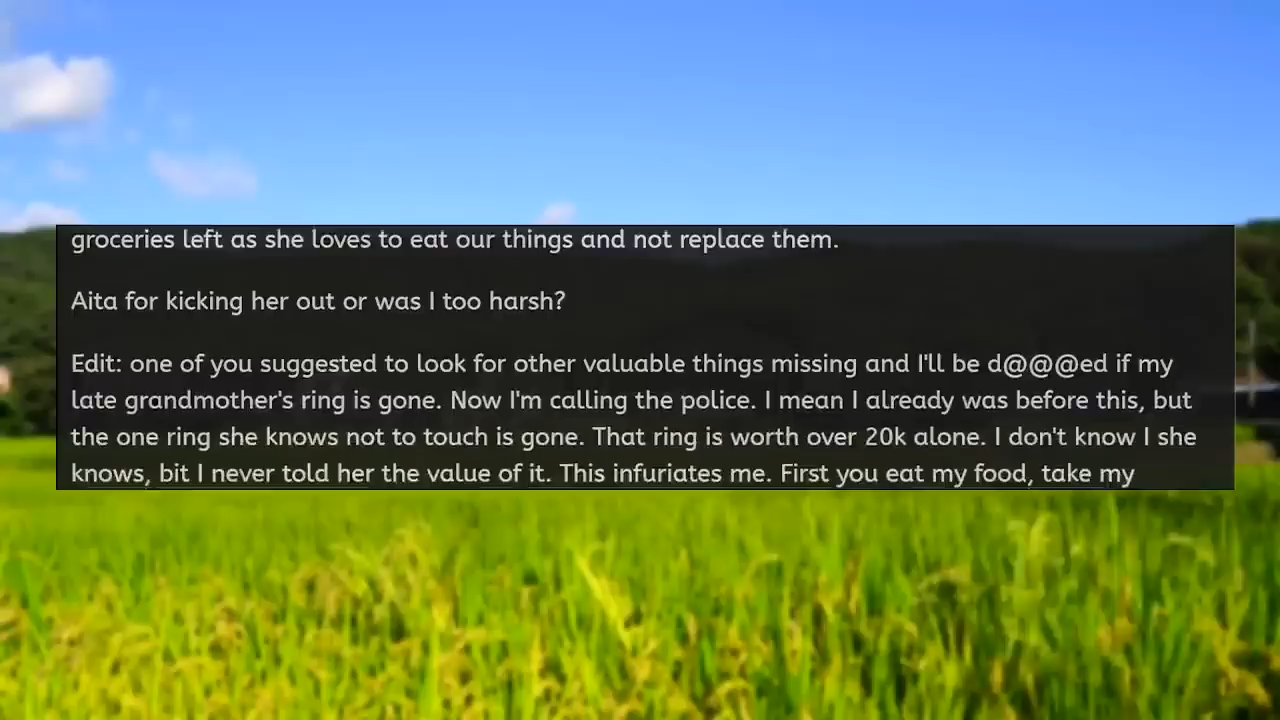 groceries left as she loves to eat our things and not replace them.
Aita for kicking her out or was I too harsh?
Edit: one of you suggested to look for other valuable things missing and I'll be d@@@ed if my
late grandmother's ring is gone. Now I'm calling the police. I mean I already was before this, but
the one ring she knows not to touch is gone. That ring is worth over 20k alone. I don't know I she
knows, bit I never told her the value of it. This infuriates me. First you eat my food, take my